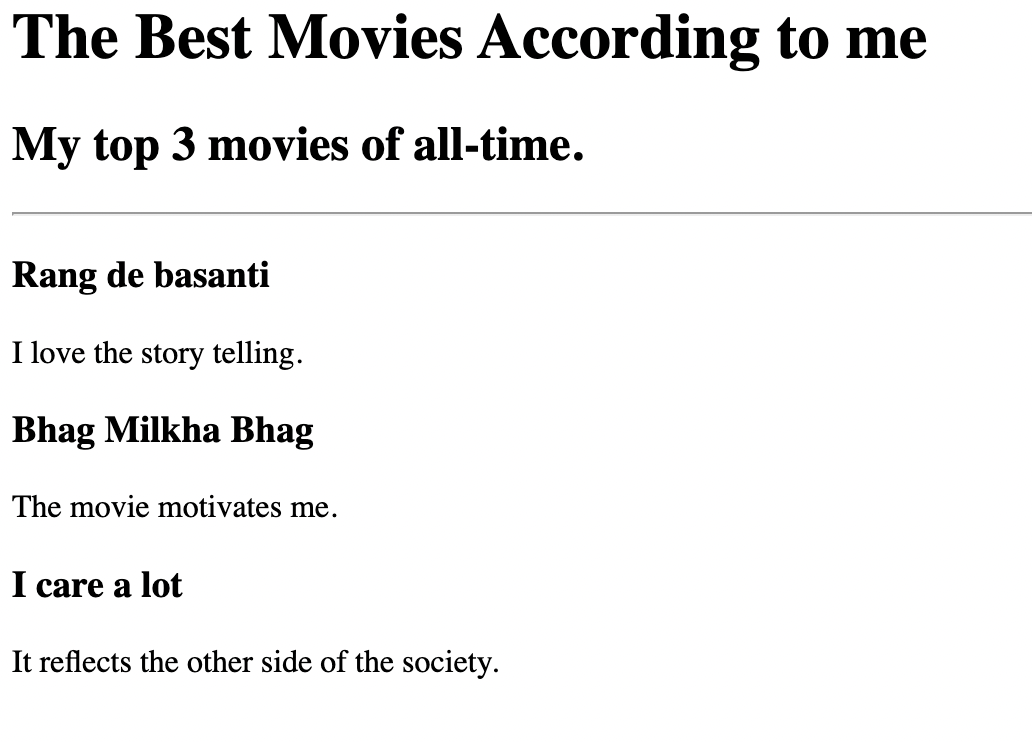 The Best Movies According to me
My top 3 movies of all-time.
Rang de basanti
I love the story telling.
Bhag Milkha Bhag
The movie motivates me.
I care a lot
It reflects the other side of the society.